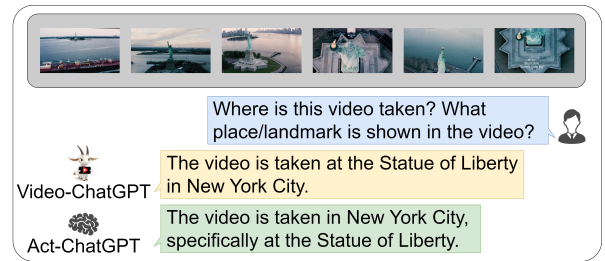 Where is this video taken? What
place/landmark is shown in the video?
Video-ChatGPT
The video is taken at the Statue of Liberty
in New York City.
Act-ChatGPT
The video is taken in New York City,
specifically at the Statue of Liberty.